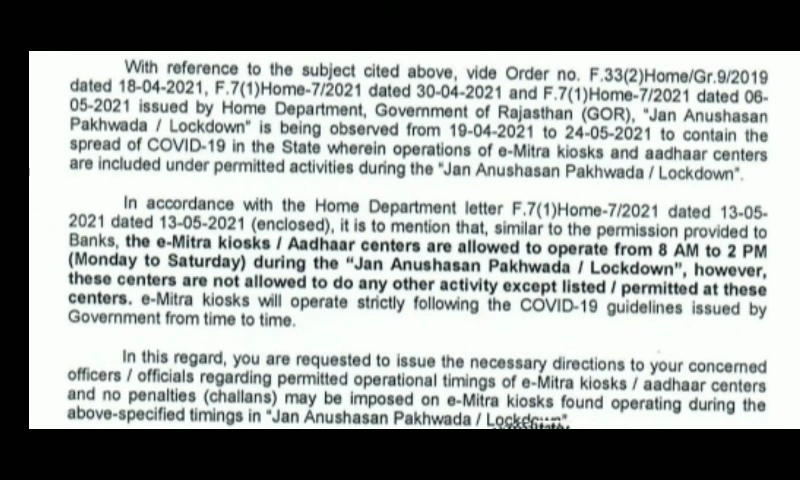 With reference to the subject cited above, vide Order no. F.33(2)Home/Gr.9/2019
dated 18-04-2021, F.7(1)Home-7/2021 dated 30-04-2021 and F.7(1)Home-7/2021 dated 06-
05-2021 issued by Home Department, Government of Rajasthan (GOR), "Jan Anushasan
Pakhwada / Lockdown" is being observed from 19-04-2021 to 24-05-2021 to contain the
spread of COVID-19 in the State wherein operations of e-Mitra kiosks and aadhaar centers
are included under permitted activities during the "Jan Anushasan Pakhwada / Lockdown".
In accordance with the Home Department letter F.7(1)Home-7/2021 dated 13-05-
2021 dated 13-05-2021 (enclosed), it is to mention that, similar to the permission provided to
Banks, the e-Mitra kiosks / Aadhaar centers are allowed to operate from 8 AM to 2 PM
(Monday to Saturday) during the "Jan Anushasan Pakhwada / Lockdown", however,
these centers are not allowed to do any other activity except listed / permitted at these
centers. e-Mitra kiosks will operate strictly following the COVID-19 guidelines issued by
Government from time to time.
In this regard, you are requested to issue the necessary directions to your concerned
officers / officials regarding permitted operational timings of e-Mitra kiosks / aadhaar centers
and no penalties (challans) may be imposed on e-Mitra kiosks found operating during the
above-specified timings in "Jan Anushasan Pakhwada / Lockdown".